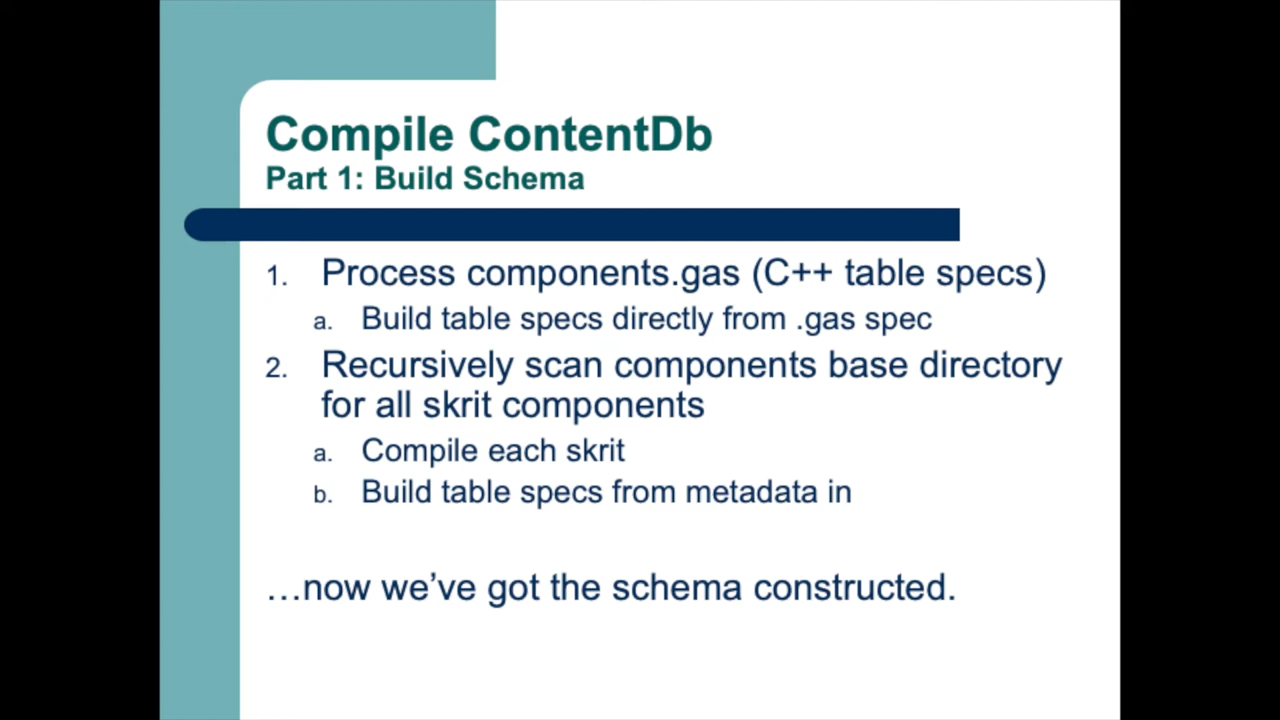 Compile ContentDb
Part 1: Build Schema
1. Process components.gas (C++ table specs)
a. Build table specs directly from .gas spec
2. Recursively scan components base directory
for all skrit components
a. Compile each skrit
b. Build table specs from metadata in
…now we’ve got the schema constructed.